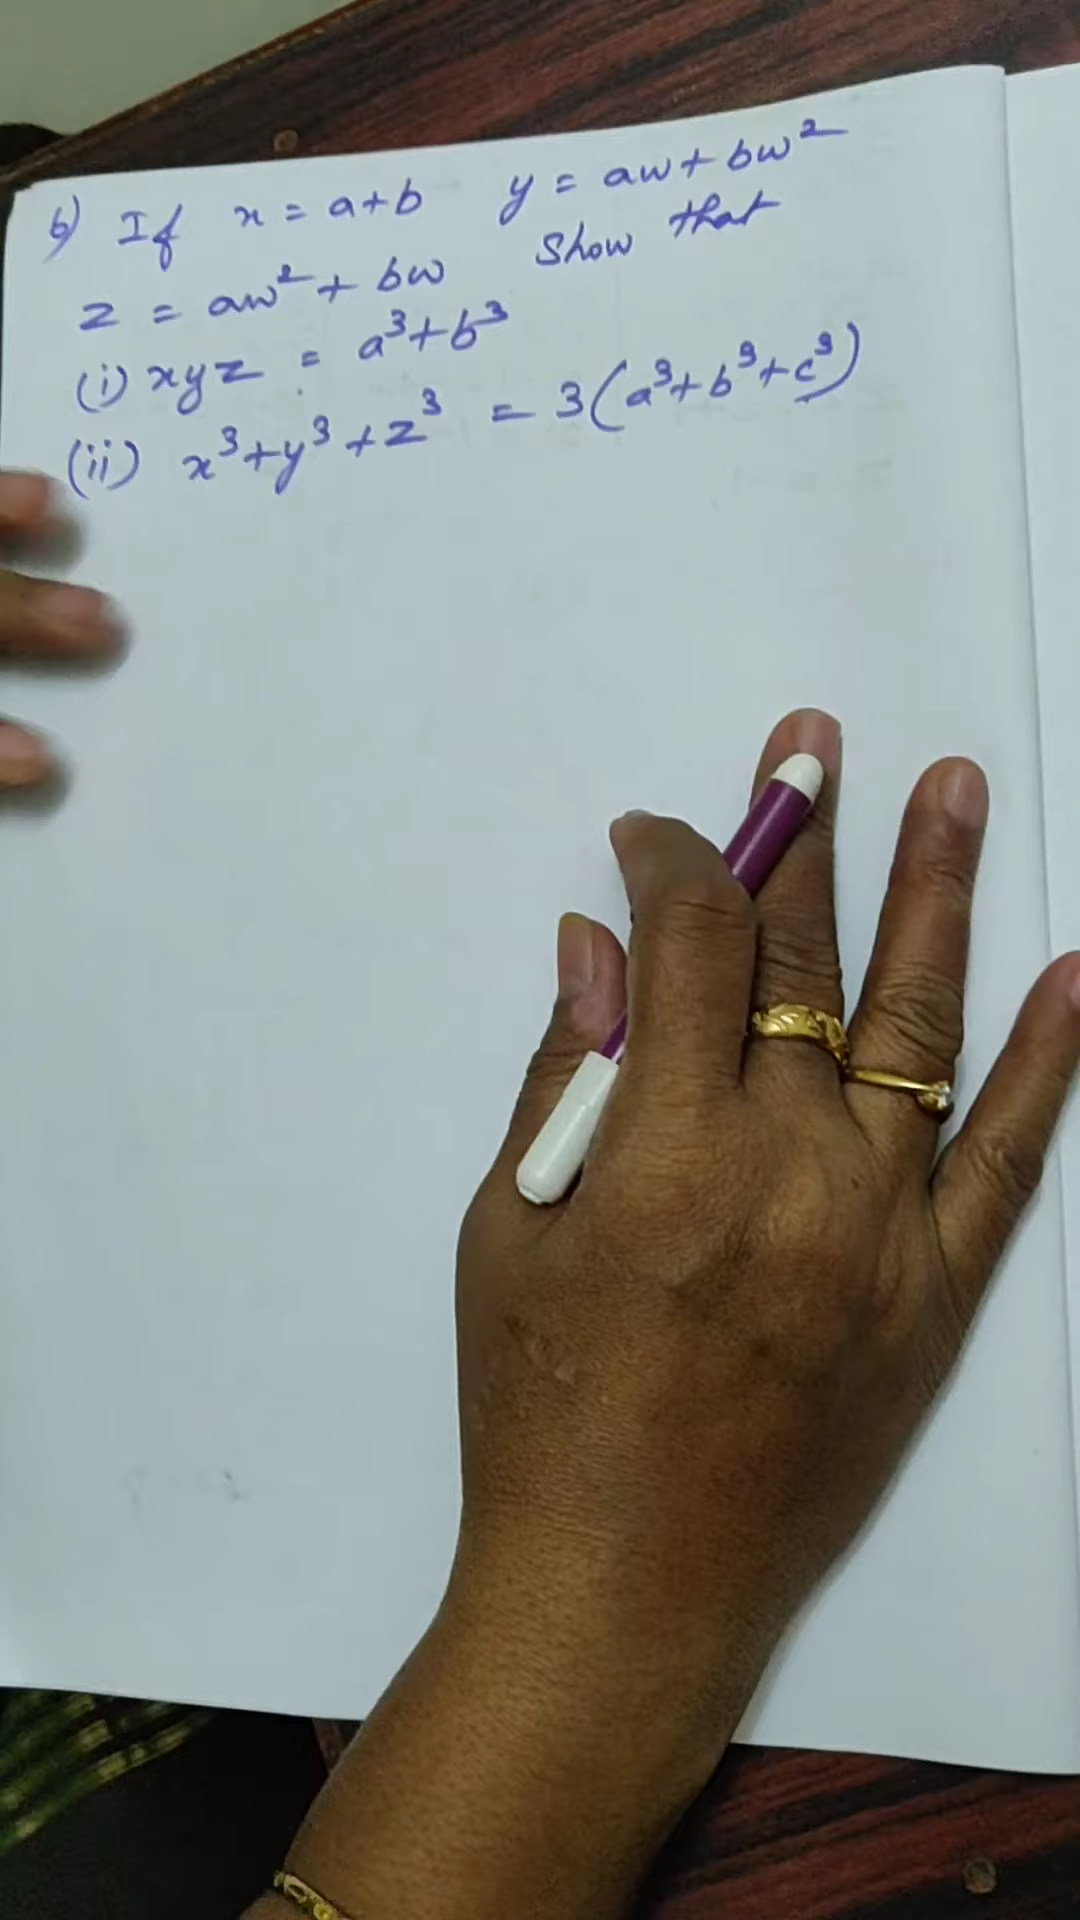 6) If x = a+b y = aw + bw²
z = aw² + bw Show that
(i) xyz = a³+b³
(ii) x³+y³+z³ = 3(a³+b³+c³)